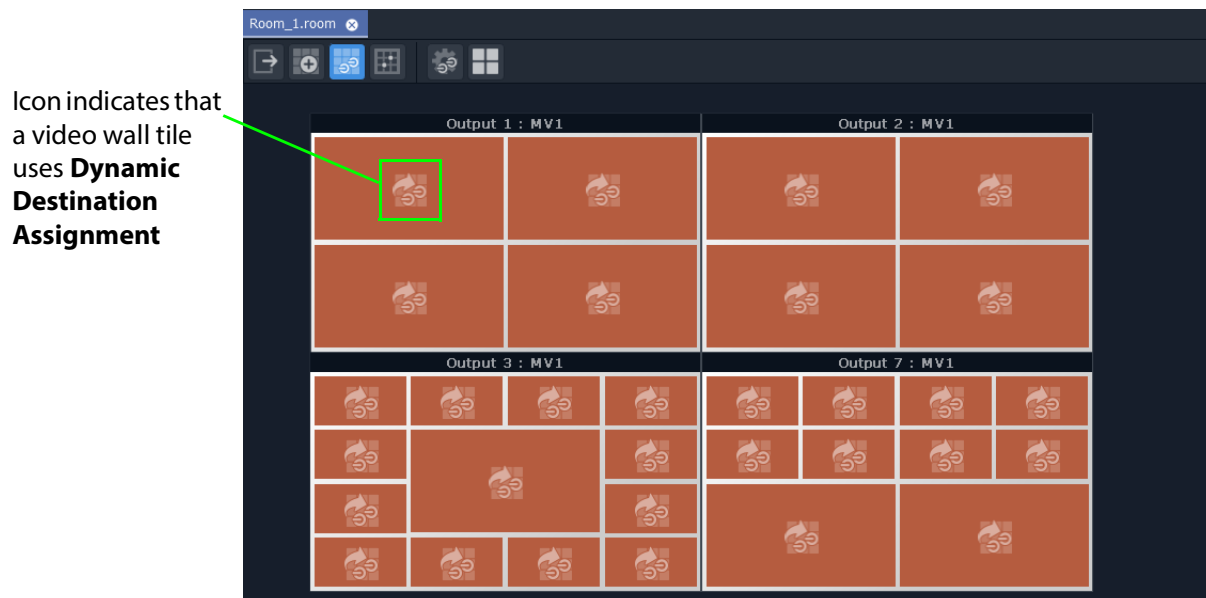 Room_1.room
Icon indicates that
a video wall tile
uses Dynamic
Destination
Assignment
Output 1 : MV1
Output 2 : MV1
Output 3 : MV1
Output 7 : MV1